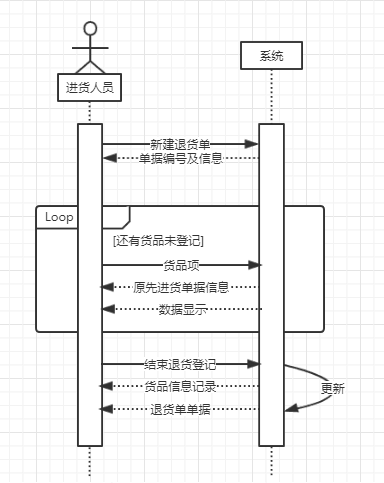 系统
进货人员
新建退货单
单据编号及信息
Loop
[还有货品未登记]
货品项
原先进货单据信息
数据显示
结束退货登记
更新
货品信息记录
退货单单据